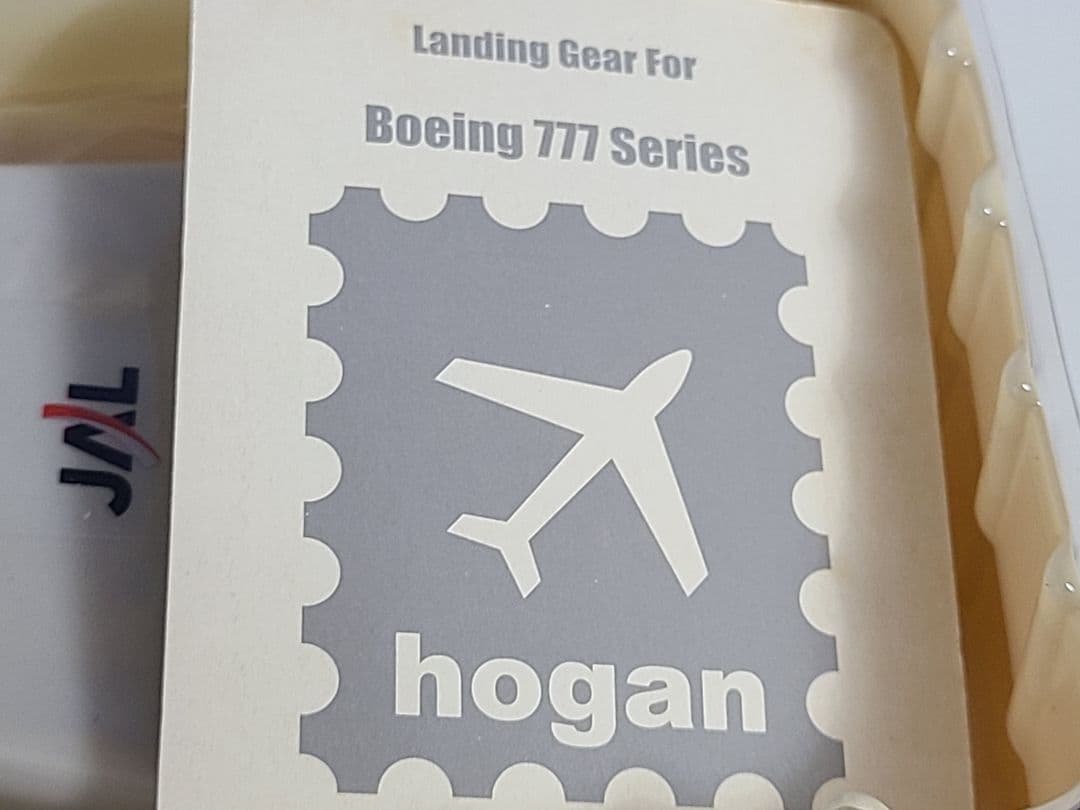 Landing Gear For
Boeing 777 Series
hogan
JAL